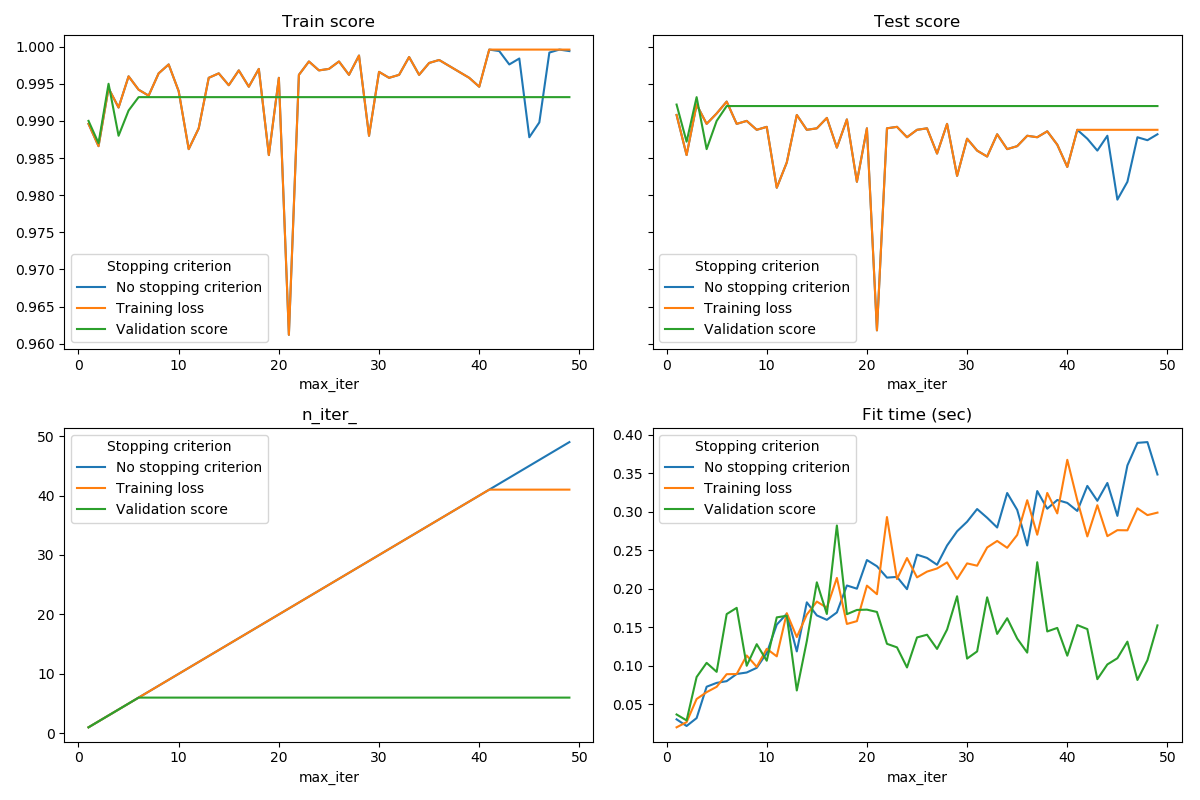 Train score
1.000
0.995
0.990
0.985
0.980
0.975
0.970
0.965
0.960
Stopping criterion
No stopping criterion
Training loss
Validation score
0 10 20 30 40 50
max_iter
Test score
Stopping criterion
No stopping criterion
Training loss
Validation score
0 10 20 30 40 50
max_iter
n_iter_
50
40
30
20
10
0
Stopping criterion
No stopping criterion
Training loss
Validation score
0 10 20 30 40 50
max_iter
Fit time (sec)
0.40
0.35
0.30
0.25
0.20
0.15
0.10
0.05
Stopping criterion
No stopping criterion
Training loss
Validation score
0 10 20 30 40 50
max_iter